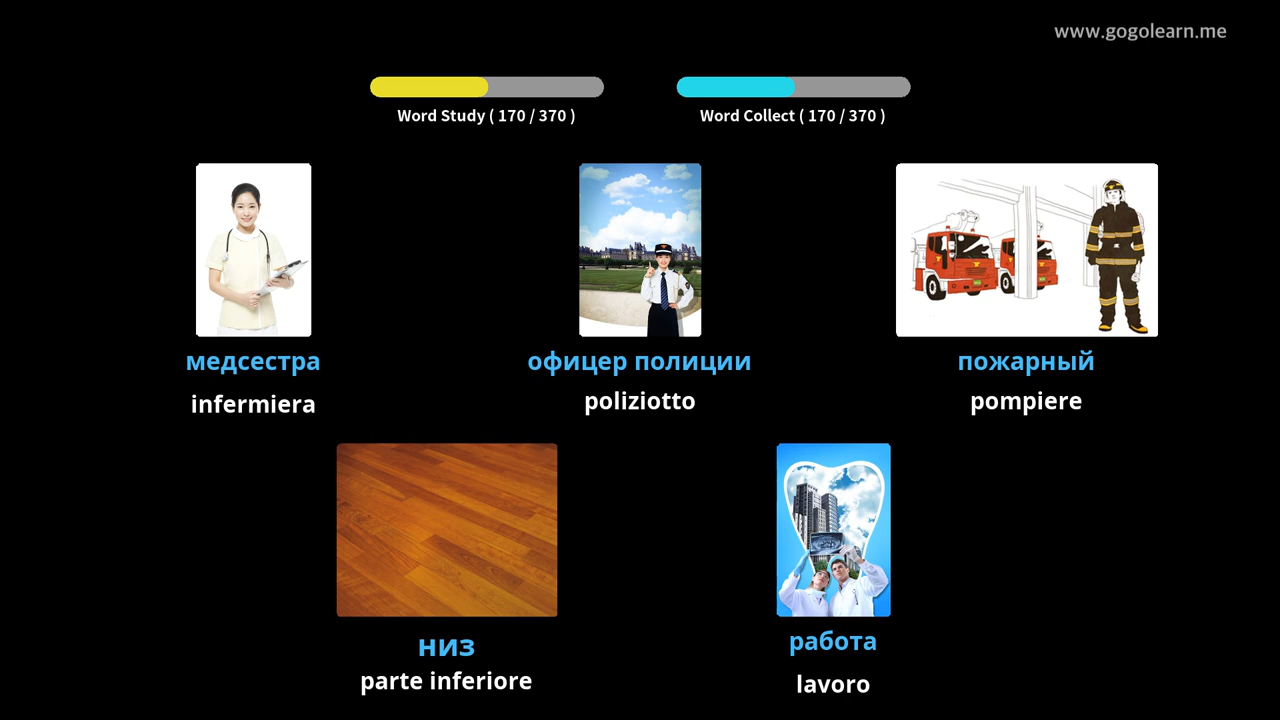 www.gogolearn.me
Word Study ( 170 / 370 )
Word Collect ( 170 / 370 )
медсестра
infermiera
офицер полиции
poliziotto
пожарный
pompiere
низ
parte inferiore
работа
lavoro